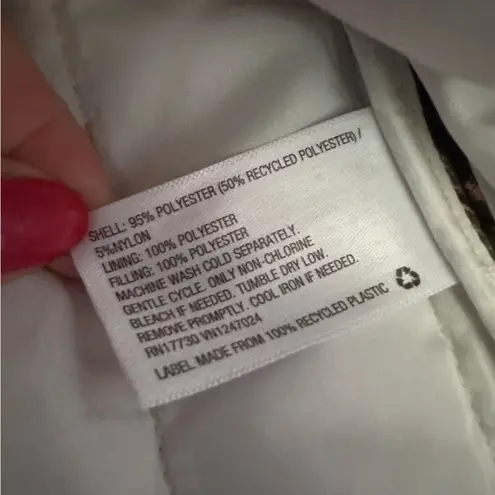 SHELL: 95% POLYESTER (50% RECYCLED POLYESTER) /
5%NYLON
LINING: 100% POLYESTER
FILLING: 100% POLYESTER
MACHINE WASH COLD SEPARATELY.
GENTLE CYCLE. ONLY NON-CHLORINE
BLEACH IF NEEDED. TUMBLE DRY LOW.
REMOVE PROMPTLY. COOL IRON IF NEEDED.
RN17730 VN1247024
LABEL MADE FROM 100% RECYCLED PLASTIC